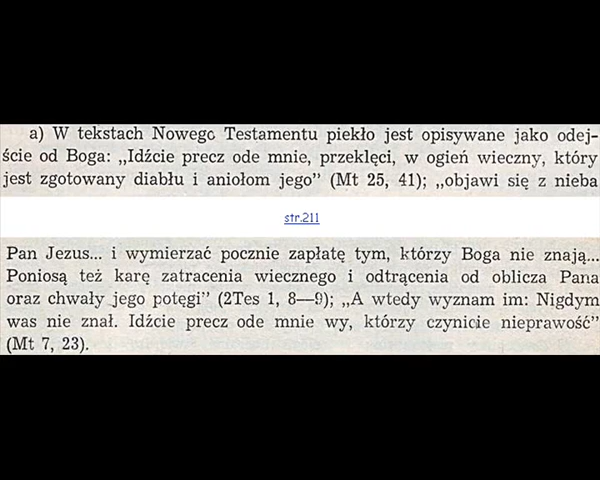 a) W tekstach Nowego Testamentu piekło jest opisywane jako odej-
ście od Boga: „Idźcie precz ode mnie, przeklęci, w ogień wieczny, który
jest zgotowany diabłu i aniołom jego” (Mt 25, 41); „objawi się z nieba
str.211
Pan Jezus... i wymierzać pocznie zapłatę tym, którzy Boga nie znają...
Poniosą też karę zatracenia wiecznego i odtrącenia od oblicza Pana
oraz chwały jego potęgi” (2Tes 1, 8—9); „A wtedy wyznam im: Nigdym
was nie znał. Idźcie precz ode mnie wy, którzy czynicie nieprawość”
(Mt 7, 23).